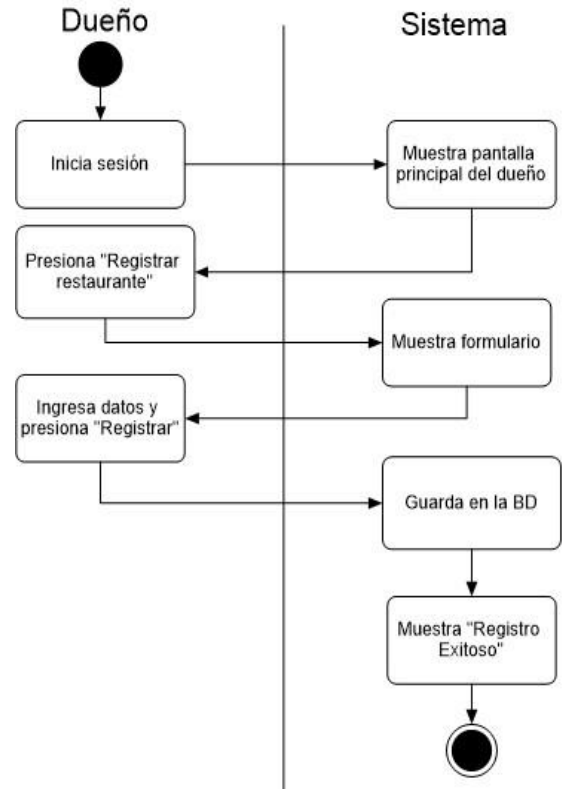 Dueño
Sistema
Inicia sesión
Muestra pantalla
principal del dueño
Presiona "Registrar
restaurante"
Muestra formulario
Ingresa datos y
presiona "Registrar"
Guarda en la BD
Muestra "Registro
Exitoso"